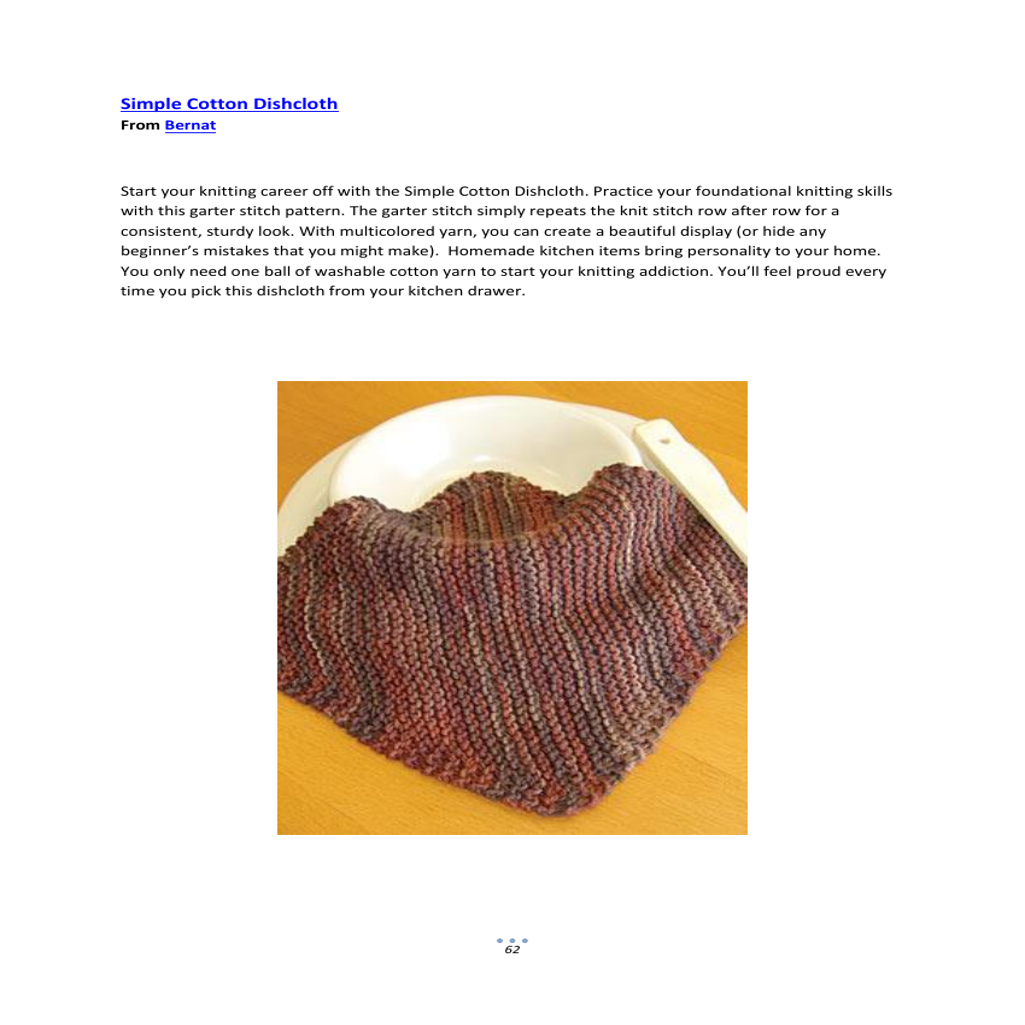 Simple Cotton Dishcloth
From Bernat
Start your knitting career off with the Simple Cotton Dishcloth. Practice your foundational knitting skills
with this garter stitch pattern. The garter stitch simply repeats the knit stitch row after row for a
consistent, sturdy look. With multicolored yarn, you can create a beautiful display (or hide any
beginner’s mistakes that you might make).  Homemade kitchen items bring personality to your home.
You only need one ball of washable cotton yarn to start your knitting addiction. You’ll feel proud every
time you pick this dishcloth from your kitchen drawer.
62